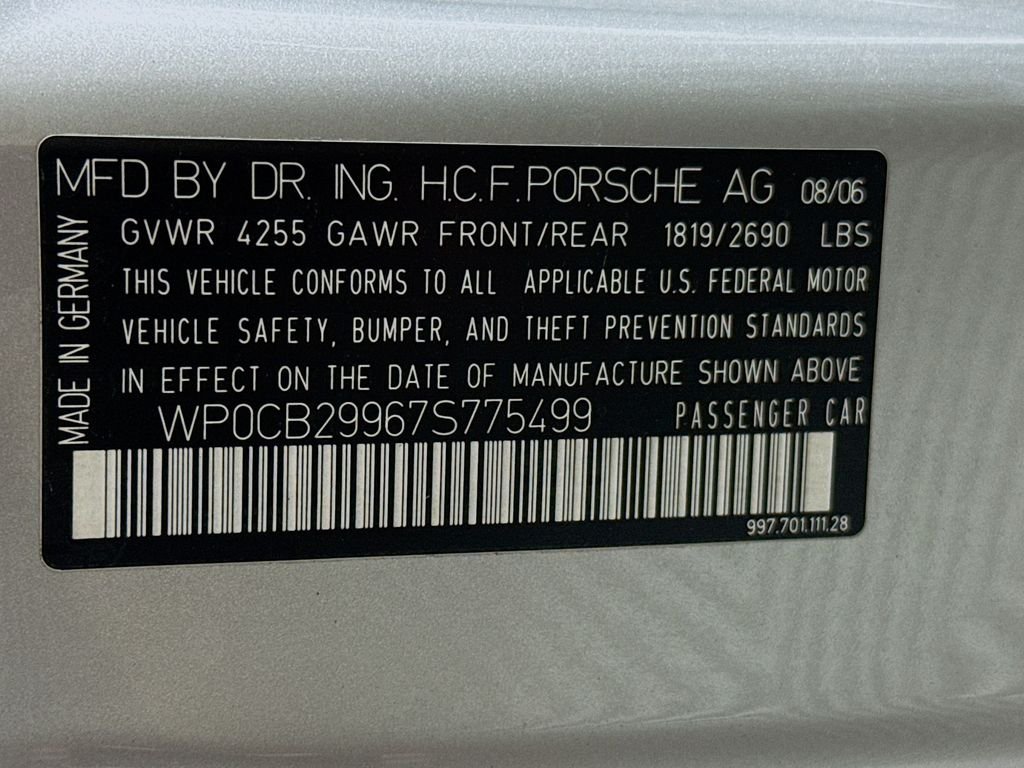 MFD BY DR. ING. H.C.F. PORSCHE AG 08/06
GVWR 4255 GAWR FRONT/REAR 1819/2690 LBS
THIS VEHICLE CONFORMS TO ALL APPLICABLE U.S. FEDERAL MOTOR
VEHICLE SAFETY, BUMPER, AND THEFT PREVENTION STANDARDS
IN EFFECT ON THE DATE OF MANUFACTURE SHOWN ABOVE
WP0CB29967S775499 PASSENGER CAR
997.701.111.28
MADE IN GERMANY